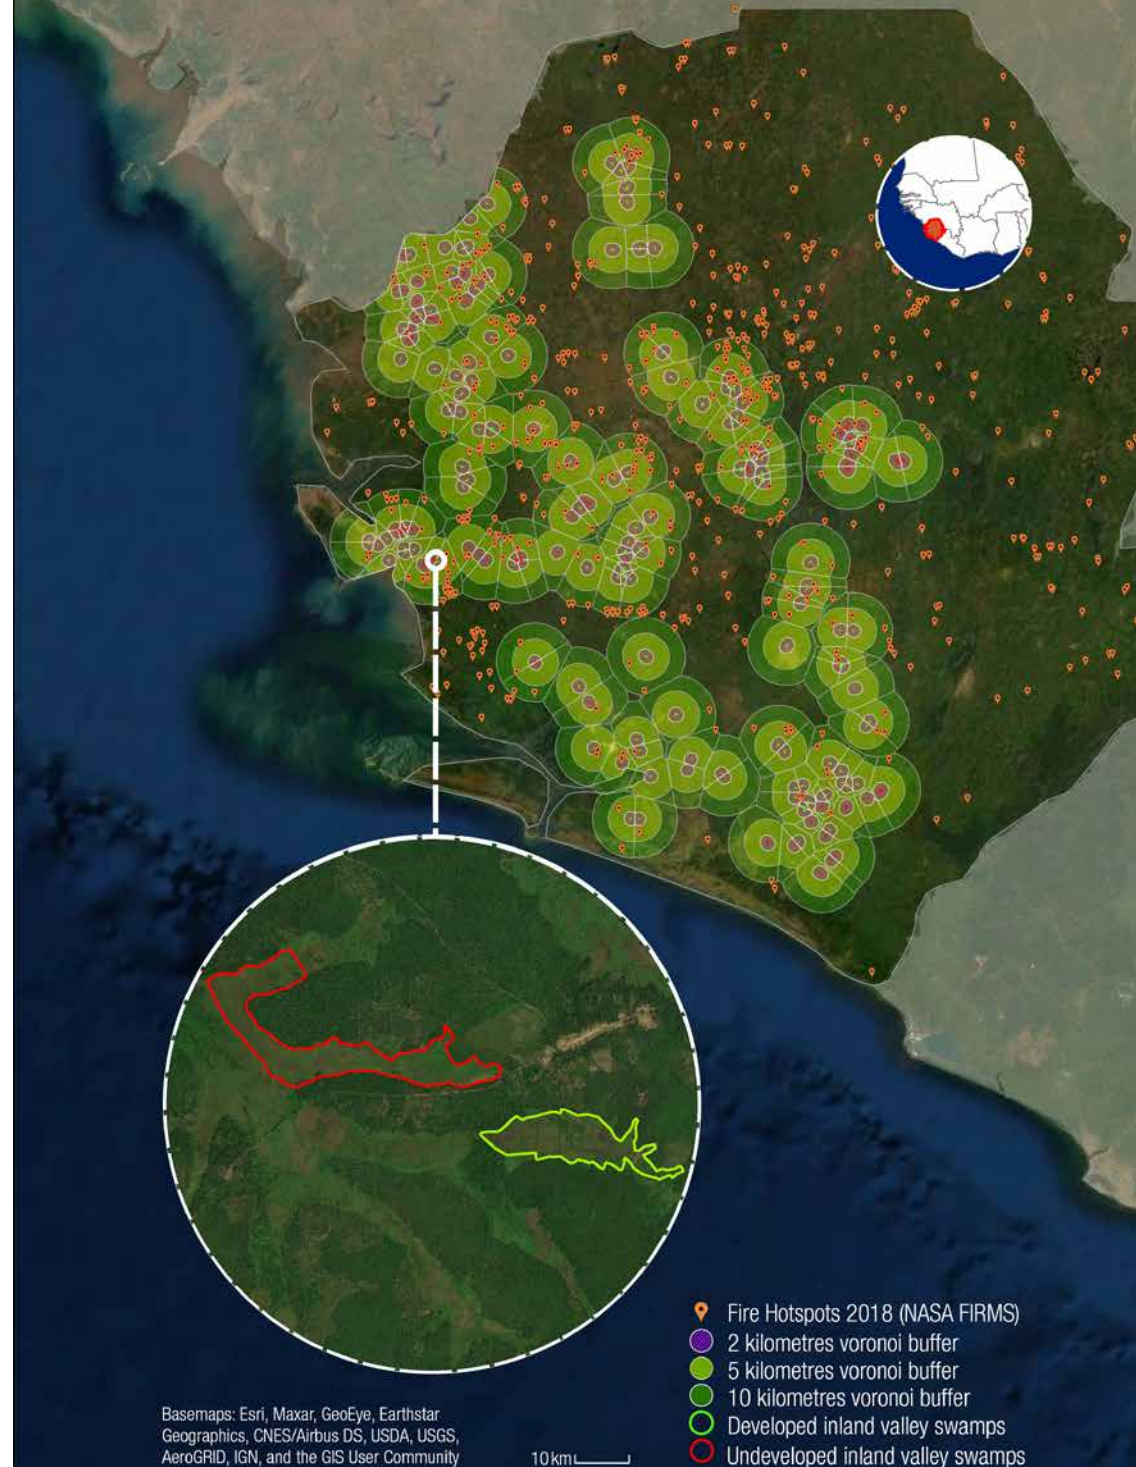 Fire Hotspots 2018 (NASA FIRMS)
2 kilometres voronoi buffer
5 kilometres voronoi buffer
10 kilometres voronoi buffer
Developed inland valley swamps
Undeveloped inland valley swamps
Basemaps: Esri, Maxar, GeoEye, Earthstar
Geographics, CNES/Airbus DS, USDA, USGS,
AeroGRID, IGN, and the GIS User Community
10 km